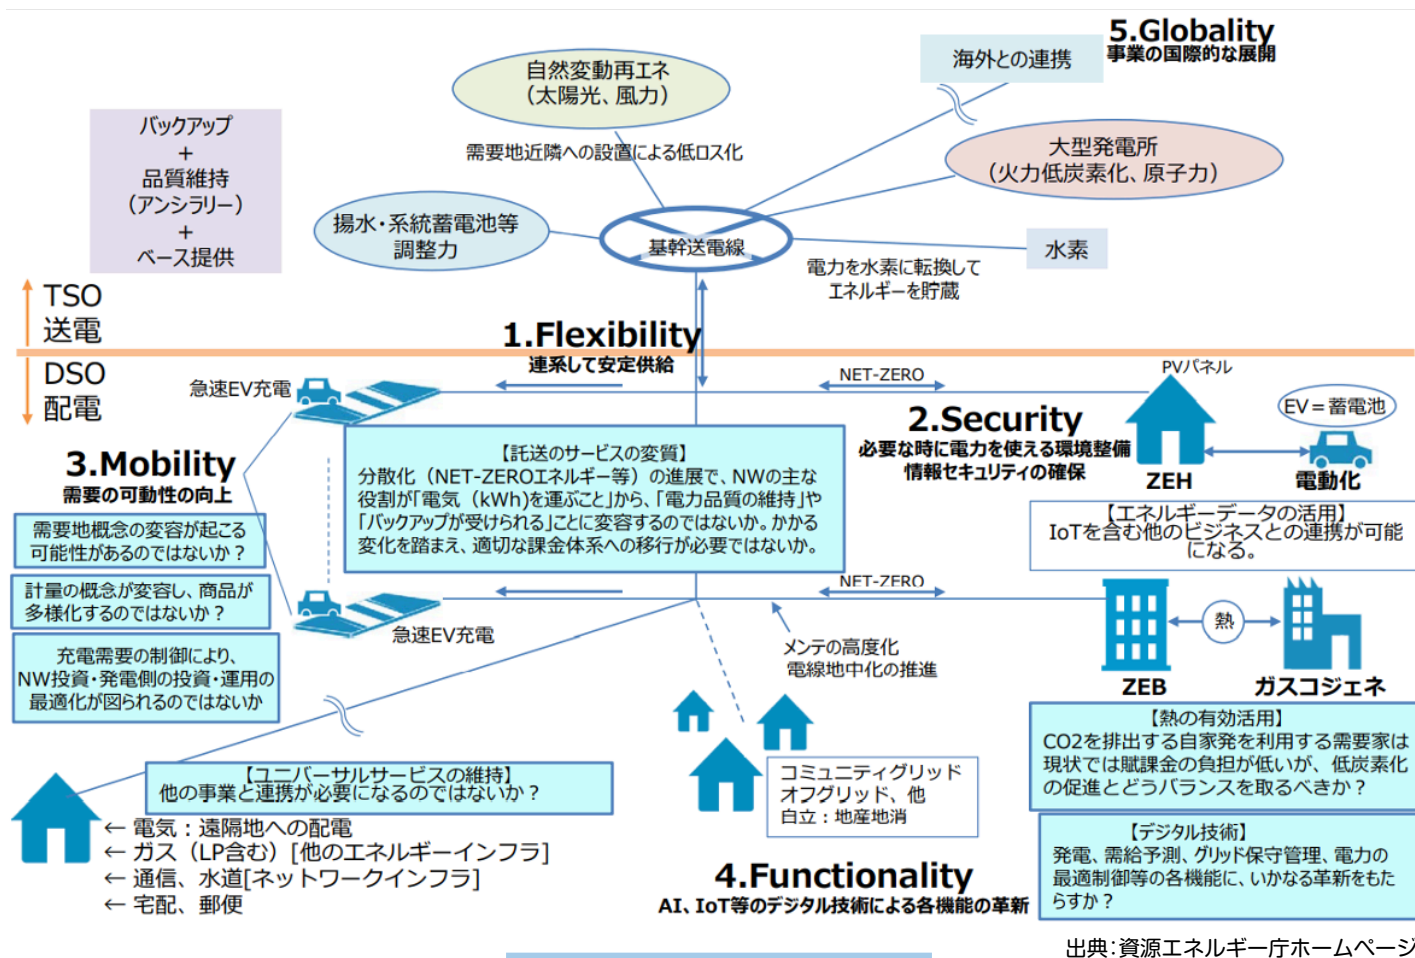 5.Globality
事業の国際的な展開
海外との連携
自然変動再エネ
（太陽光、風力）
需要地近隣への設置による低ロス化
バックアップ
+
品質維持
（アンシラリー）
+
ベース提供
大型発電所
（火力低炭素化、原子力）
揚水・系統蓄電池等
調整力
基幹送電線
水素
電力を水素に転換して
エネルギーを貯蔵
TSO
送電
1.Flexibility
連系して安定供給
DSO
配電
急速EV充電
NET-ZERO
PVパネル
EV＝蓄電池
2.Security
必要な時に電力を使える環境整備
情報セキュリティの確保
ZEH
電動化
3.Mobility
需要の可動性の向上
【託送のサービスの変質】
分散化（NET-ZEROエネルギー等）の進展で、NWの主な
役割が「電気（kWh)を運ぶこと」から、「電力品質の維持」や
「バックアップが受けられる」ことに変容するのではないか。かかる
変化を踏まえ、適切な課金体系への移行が必要ではないか。
需要地概念の変容が起こる
可能性があるのではないか？
計量の概念が変容し、商品が
多様化するのではないか？
充電需要の制御により、
NW投資・発電側の投資・運用の
最適化が図られるのではないか
【エネルギーデータの活用】
IoTを含む他のビジネスとの連携が可能
になる。
急速EV充電
NET-ZERO
メンテの高度化
電線地中化の推進
熱
ZEB
ガスコジェネ
【熱の有効活用】
CO2を排出する自家発を利用する需要家は
現状では賦課金の負担が低いが、低炭素化
の促進とどうバランスを取るべきか？
【ユニバーサルサービスの維持】
他の事業と連携が必要になるのではないか？
← 電気：遠隔地への配電
← ガス（LP含む）[他のエネルギーインフラ]
← 通信、水道[ネットワークインフラ]
← 宅配、郵便
コミュニティグリッド
オフグリッド、他
自立：地産地消
4.Functionality
AI、IoT等のデジタル技術による各機能の革新
【デジタル技術】
発電、需給予測、グリッド保守管理、電力の
最適制御等の各機能に、いかなる革新をもた
らすか？
出典：資源エネルギー庁ホームページ